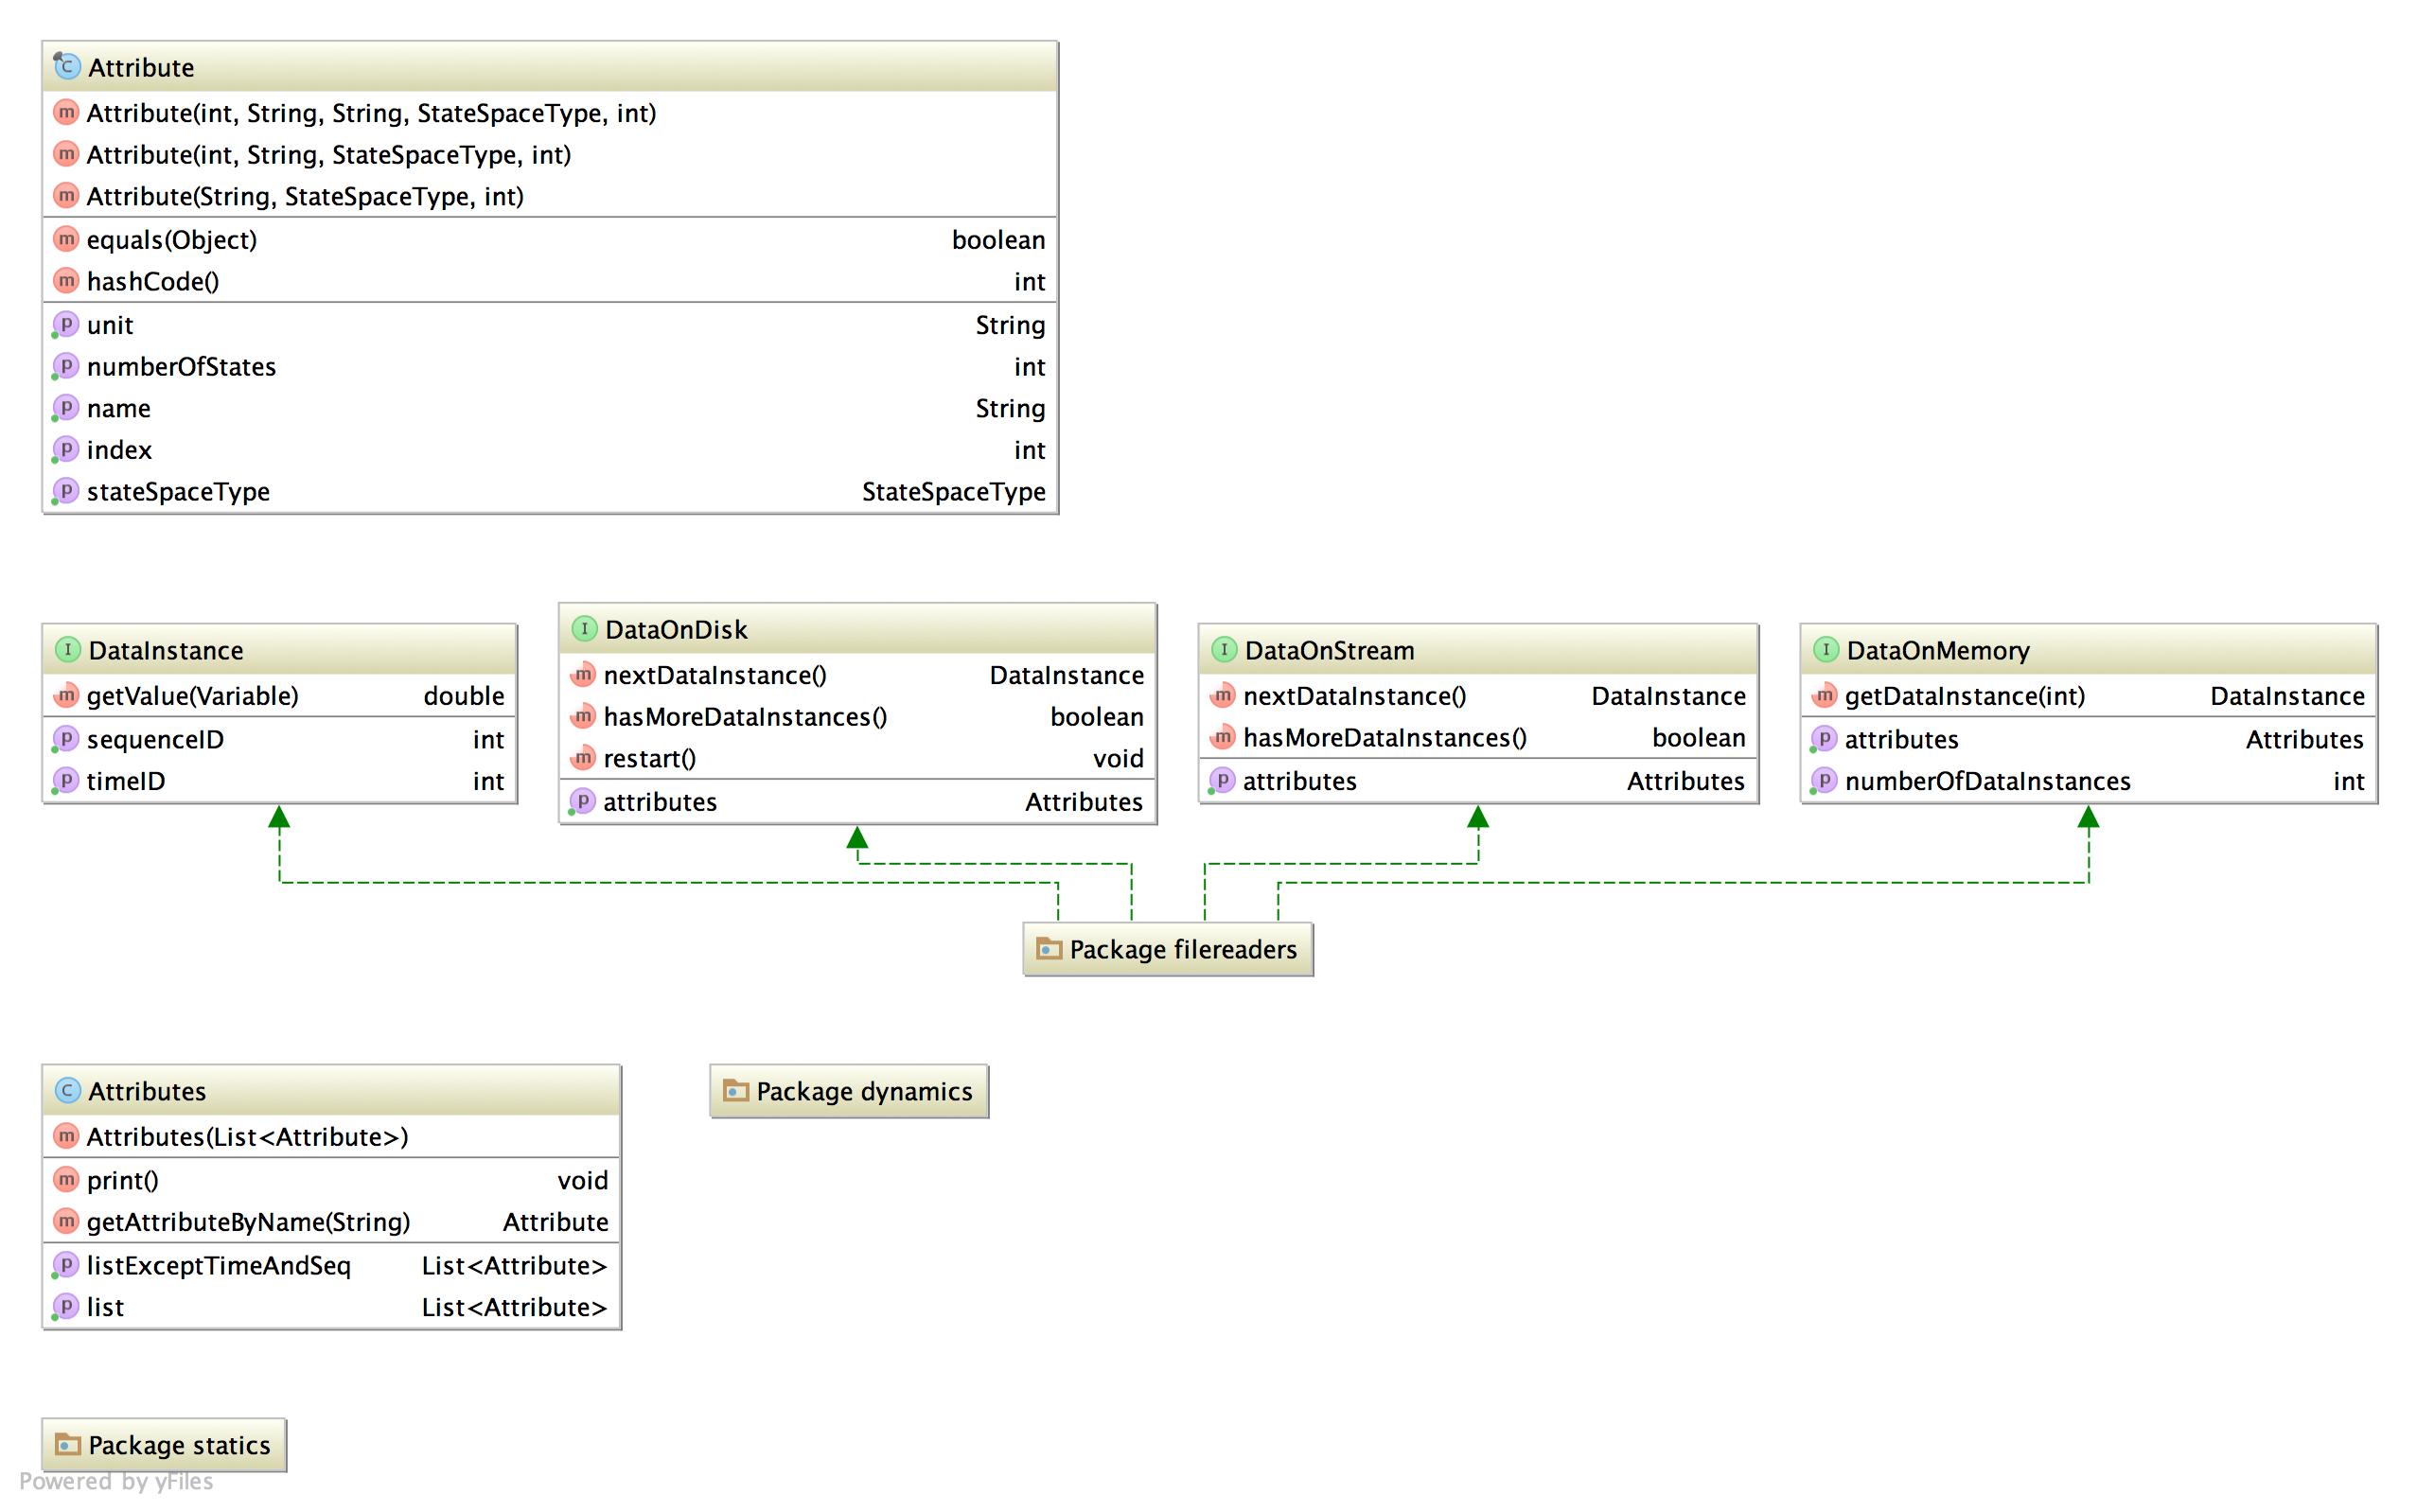 Attribute
Attribute(int, String, String, StateSpaceType, int)
Attribute(int, String, StateSpaceType, int)
Attribute(String, StateSpaceType, int)
equals(Object) boolean
hashCode() int
unit String
numberOfStates int
name String
index int
stateSpaceType StateSpaceType
DataInstance
getValue(Variable) double
sequenceID int
timeID int
DataOnDisk
nextDataInstance() DataInstance
hasMoreDataInstances() boolean
restart() void
attributes Attributes
DataOnStream
nextDataInstance() DataInstance
hasMoreDataInstances() boolean
attributes Attributes
DataOnMemory
getDataInstance(int) DataInstance
attributes Attributes
numberOfDataInstances int
Package filereaders
Attributes
Attributes(List<Attribute>)
print() void
getAttributeByName(String) Attribute
listExceptTimeAndSeq List<Attribute>
list List<Attribute>
Package dynamics
Package statics
Powered by yFiles